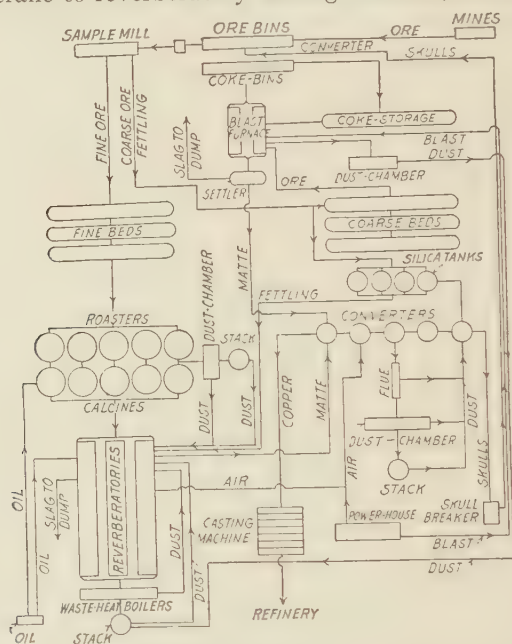 MINES
ORE BINS
ORE
SAMPLE MILL
CONVERTER
SKULLS
COKE-BINS
FINE ORE
COARSE ORE
FETTLING
SLAG TO
DUMP
BLAST
FURNACE
COKE-STORAGE
BLAST
DUST
DUST-CHAMBER
SETTLER
ORE
COARSE BEDS
FINE BEDS
MATTE
SILICA TANKS
FETTLING
DUST-CHAMBER
ROASTERS
STACK
CONVERTERS
CALCINES
DUST
DUST
COPPER
MATTE
FLUE
DUST
DUST-CHAMBER
SKULLS
STACK
AIR
AIR
OIL
OIL
SLAG TO
DUMP
REVERBERATORIES
DUST
DUST
CASTING
MACHINE
POWER-HOUSE
SKULL
BREAKER
BLAST
DUST
WASTE-HEAT BOILERS
REFINERY
OIL
STACK